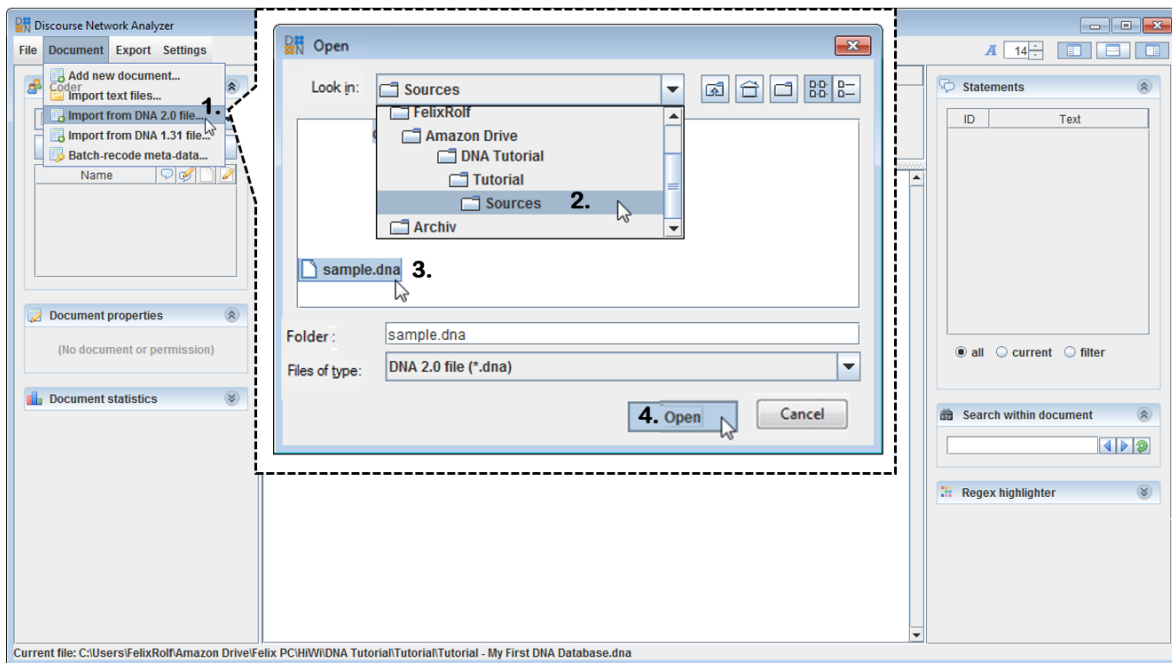 Discourse Network Analyzer
File Document Export Settings
14
Add new document...
Coder
Import text files...
Import from DNA 2.0 file...
1.
Import from DNA 1.31 file...
Batch-recode meta-data...
Name
Document properties
(No document or permission)
Document statistics
Open
Look in: Sources
FelixRolf
Amazon Drive
DNA Tutorial
Tutorial
Sources 2.
Archiv
sample.dna 3.
Folder : sample.dna
Files of type: DNA 2.0 file (*.dna)
4. Open Cancel
Statements
ID Text
all current filter
Search within document
Regex highlighter
Current file: C:\Users\FelixRolf\Amazon Drive\Felix PC\HiWi\DNA Tutorial\Tutorial\Tutorial - My First DNA Database.dna